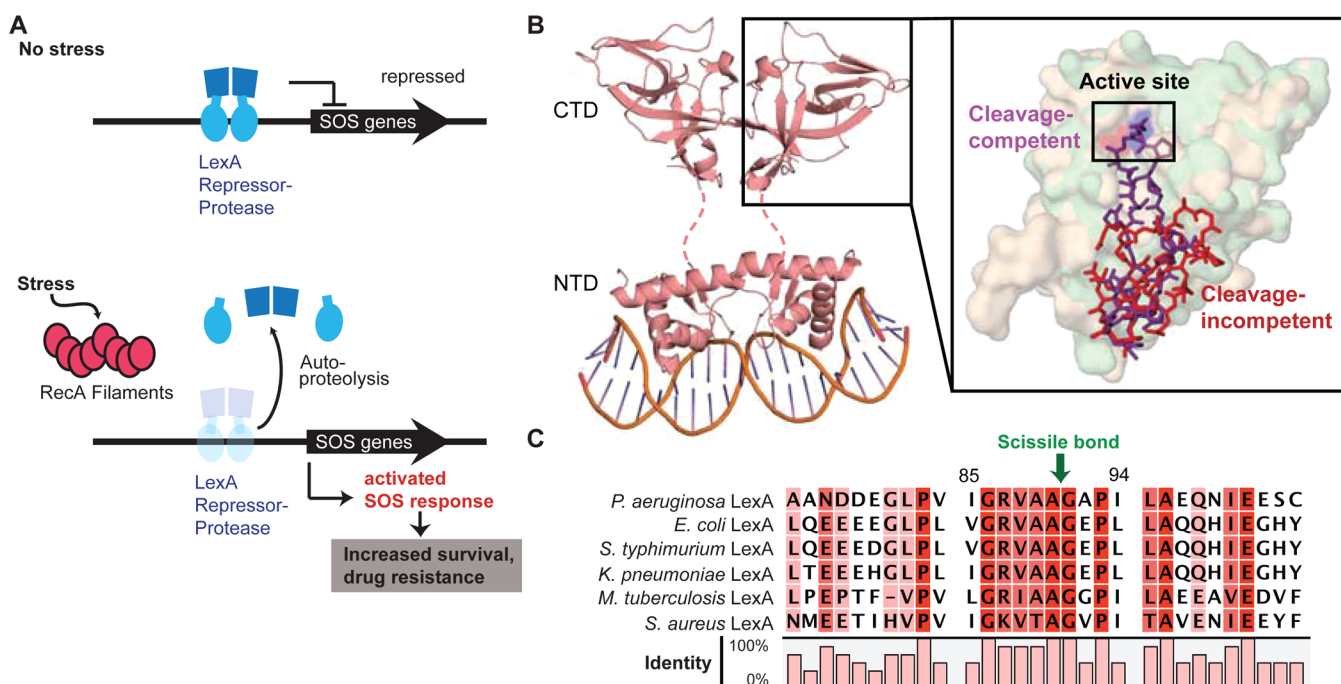 A
No stress
repressed
SOS genes
LexA
Repressor-
Protease
Stress
RecA Filaments
Auto-
proteolysis
SOS genes
LexA
Repressor-
Protease
activated
SOS response
Increased survival,
drug resistance
B
CTD
NTD
Active site
Cleavage-
competent
Cleavage-
incompetent
C
Scissile bond
85 94
P. aeruginosa LexA AANDDEGLPV IGRVAAGAPI LAEQNIEESC
E. coli LexA LQEEEEGLPL VGRVAAGEPL LAQQHIEGHY
S. typhimurium LexA LQEEEDGLPL VGRVAAGEPL LAQQHIEGHY
K. pneumoniae LexA LTEEEHGLPL IGRVAAGEPL LAQQHIEGHY
M. tuberculosis LexA LPEPTF-VPV LGRIAAGGPI LAEEAVEDVF
S. aureus LexA NMEETIHVPV IGKVTAGVPI TAVENIEEYF
Identity
100%
0%